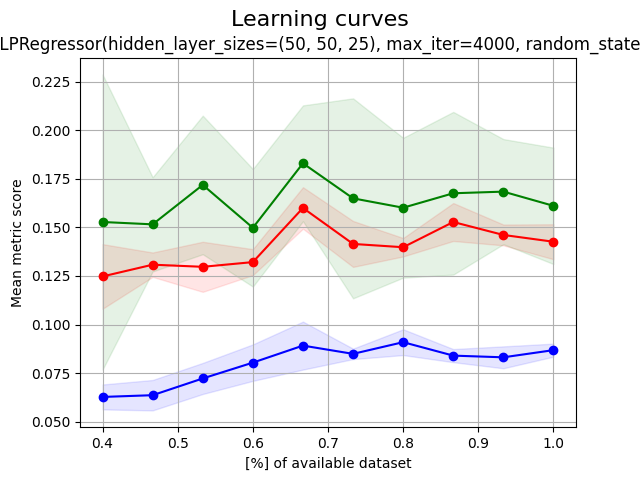 Learning curves
LPRegressor(hidden_layer_sizes=(50, 50, 25), max_iter=4000, random_state
0.225
0.200
0.175
0.150
0.125
0.100
0.075
0.050
Mean metric score
0.4 0.5 0.6 0.7 0.8 0.9 1.0
[%] of available dataset